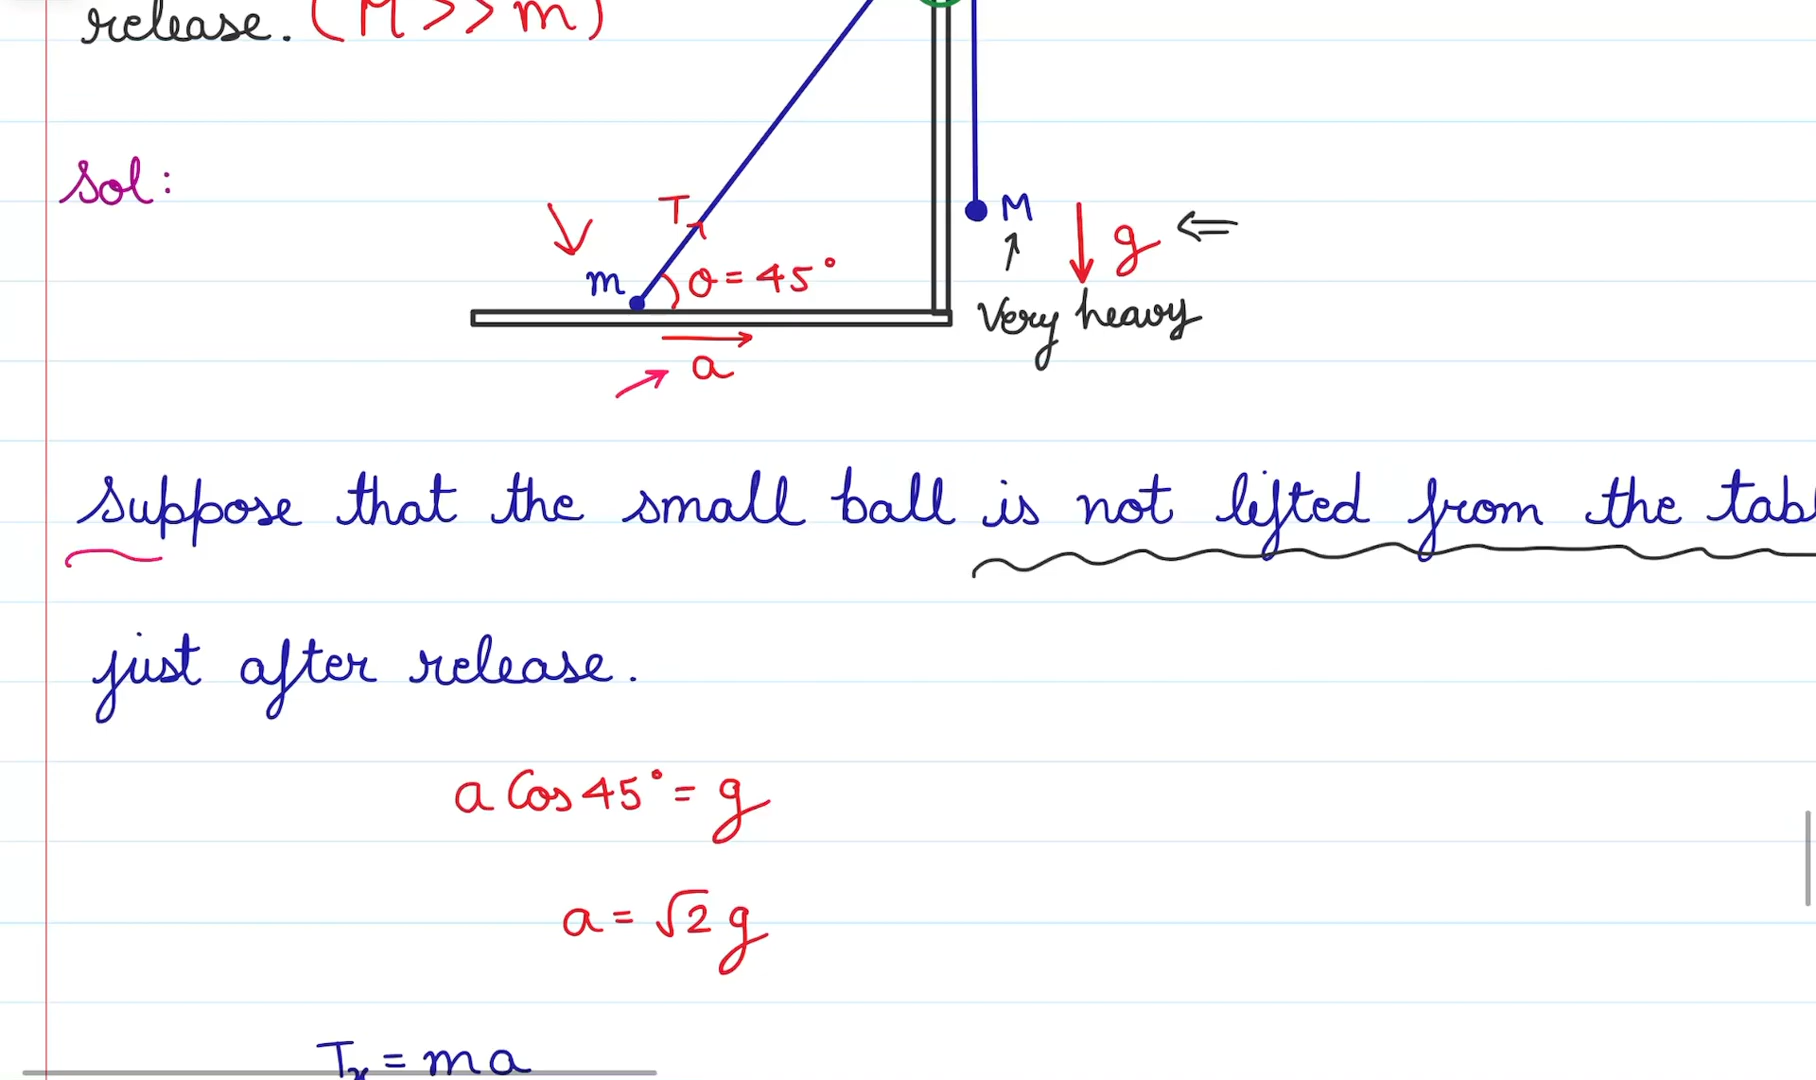 release. (M >> m)
Sol:
T
m
θ = 45°
a
M
g
Very heavy
Suppose that the small ball is not lifted from the tabl
just after release.
a Cos 45° = g
a = √2 g
Tx = ma